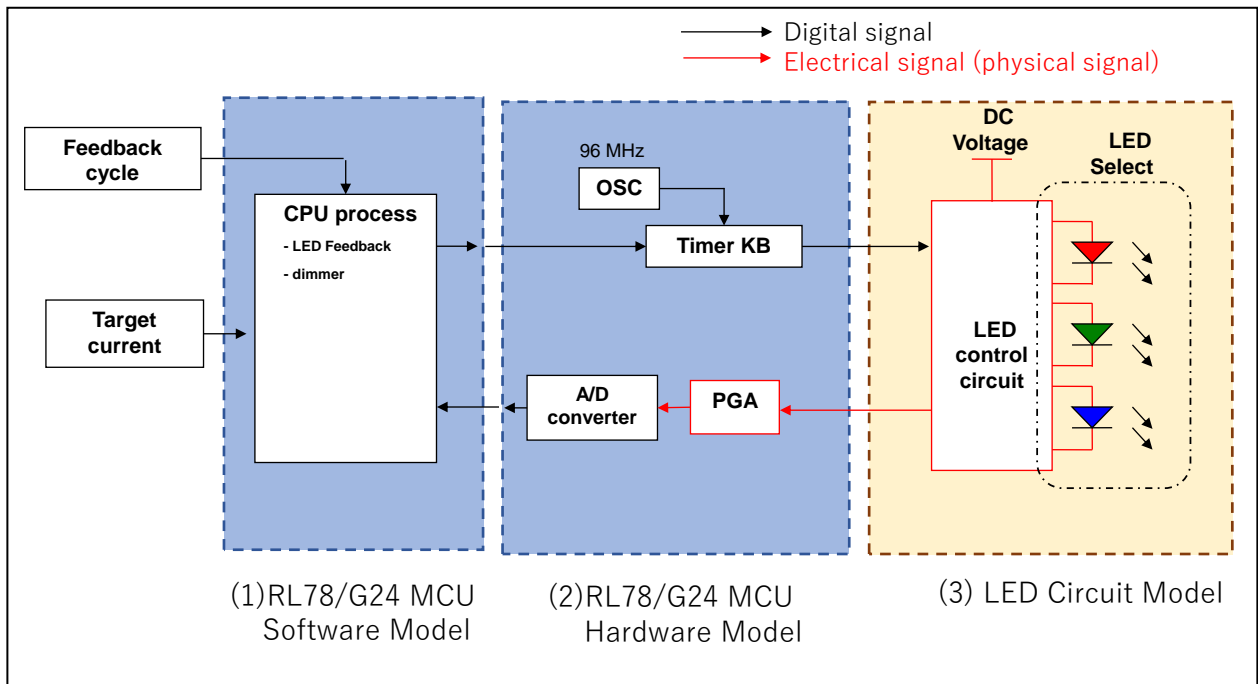 Digital signal
Electrical signal (physical signal)
Feedback
cycle
Target
current
CPU process
- LED Feedback
- dimmer
96 MHz
OSC
Timer KB
A/D
converter
PGA
DC
Voltage
LED
Select
LED
control
circuit
(1)RL78/G24 MCU
Software Model
(2)RL78/G24 MCU
Hardware Model
(3) LED Circuit Model